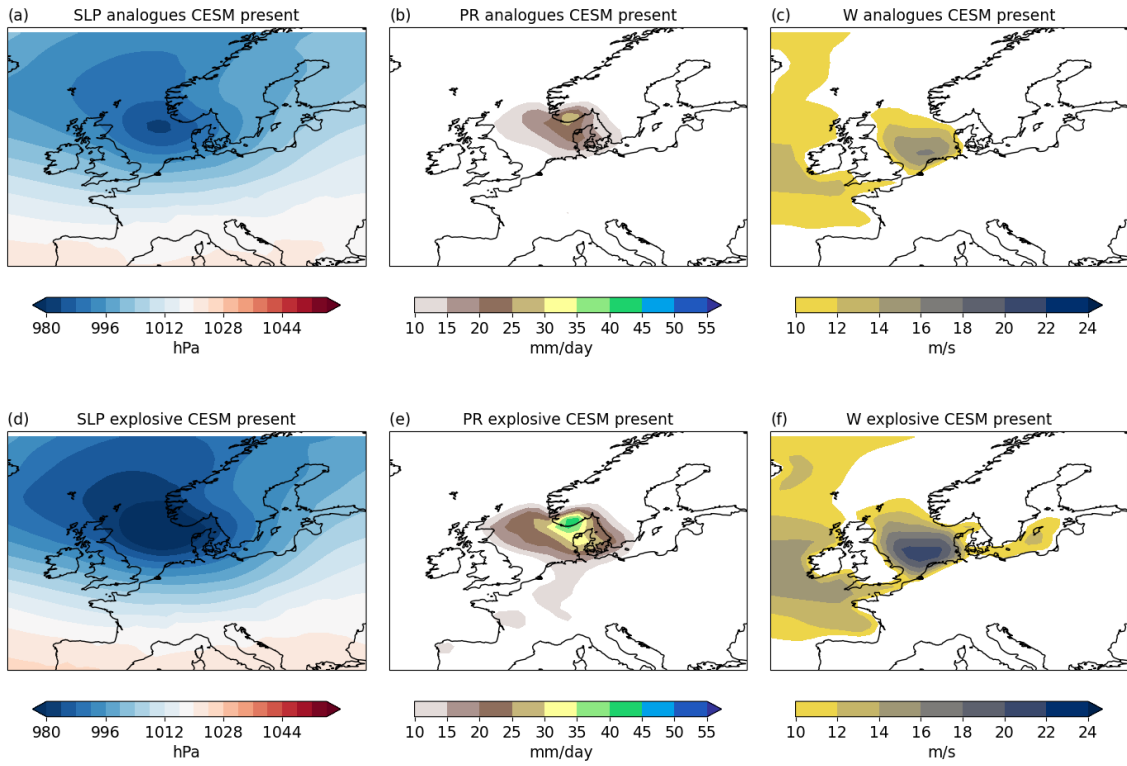 (a) SLP analogues CESM present
(b) PR analogues CESM present
(c) W analogues CESM present
980 996 1012 1028 1044
hPa
10 15 20 25 30 35 40 45 50 55
mm/day
10 12 14 16 18 20 22 24
m/s
(d) SLP explosive CESM present
(e) PR explosive CESM present
(f) W explosive CESM present
980 996 1012 1028 1044
hPa
10 15 20 25 30 35 40 45 50 55
mm/day
10 12 14 16 18 20 22 24
m/s